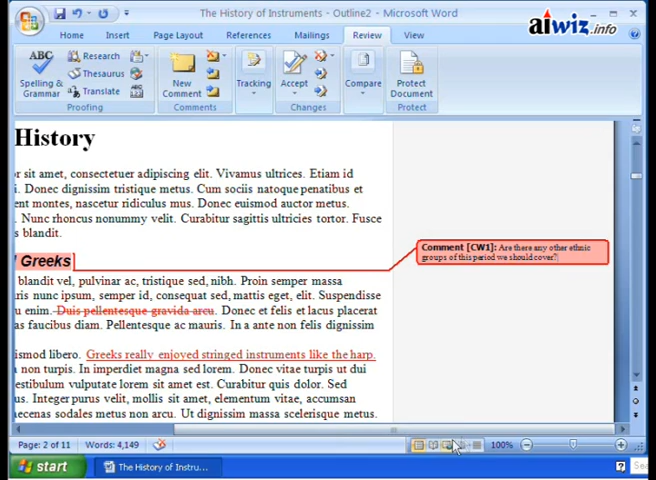 The History of Instruments - Outline2 - Microsoft Word
aiwiz.info
Home Insert Page Layout References Mailings Review View
ABC
Spelling & Grammar
Research
Thesaurus
Translate
Proofing
New Comment
Comments
Tracking
Accept
Changes
Compare
Protect Document
Protect
History
or sit amet, consectetuer adipiscing elit. Vivamus ultrices. Etiam id
i. Donec dignissim tristique metus. Cum sociis natoque penatibus et
ent montes, nascetur ridiculus mus. Donec euismod auctor metus.
. Nunc rhoncus nonummy velit. Curabitur sagittis ultricies tortor. Fusce
s blandit.
Comment [CW1]: Are there any other ethnic
groups of this period we should cover?
Greeks
blandit vel, pulvinar ac, tristique sed, nibh. Proin semper massa
ris nunc ipsum, semper id, consequat sed, mattis eget, elit. Suspendisse
u enim. Duis pellentesque gravida arcu. Donec et felis et lacus placerat
as faucibus diam. Pellentesque ac mauris. In a ante non felis dignissim
ismod libero. Greeks really enjoyed stringed instruments like the harp.
a non turpis. In imperdiet magna sed lorem. Donec vitae turpis ut dui
estibulum vulputate lorem sit amet est. Curabitur quis dolor. Sed
. Integer purus velit, mollis sit amet, elementum vitae, accumsan
aecenas sodales metus non arcu. Ut dignissim massa scelerisque metus.
Page: 2 of 11 Words: 4,149 100%
start The History of Instru...